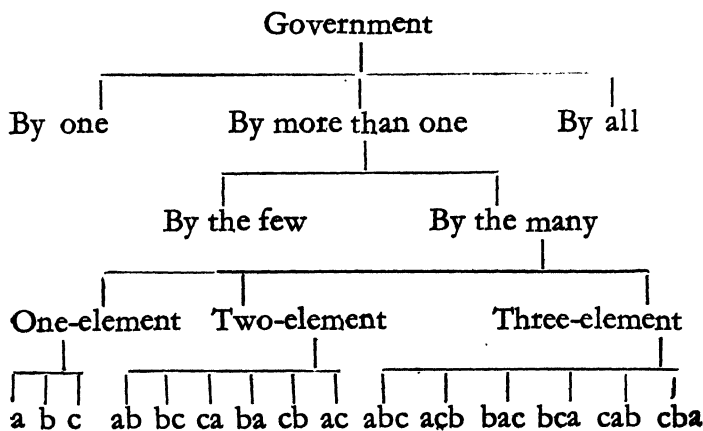 Government
By one By more than one By all
By the few By the many
One-element Two-element Three-element
a b c ab bc ca ba cb ac abc açb bac bca cab cba